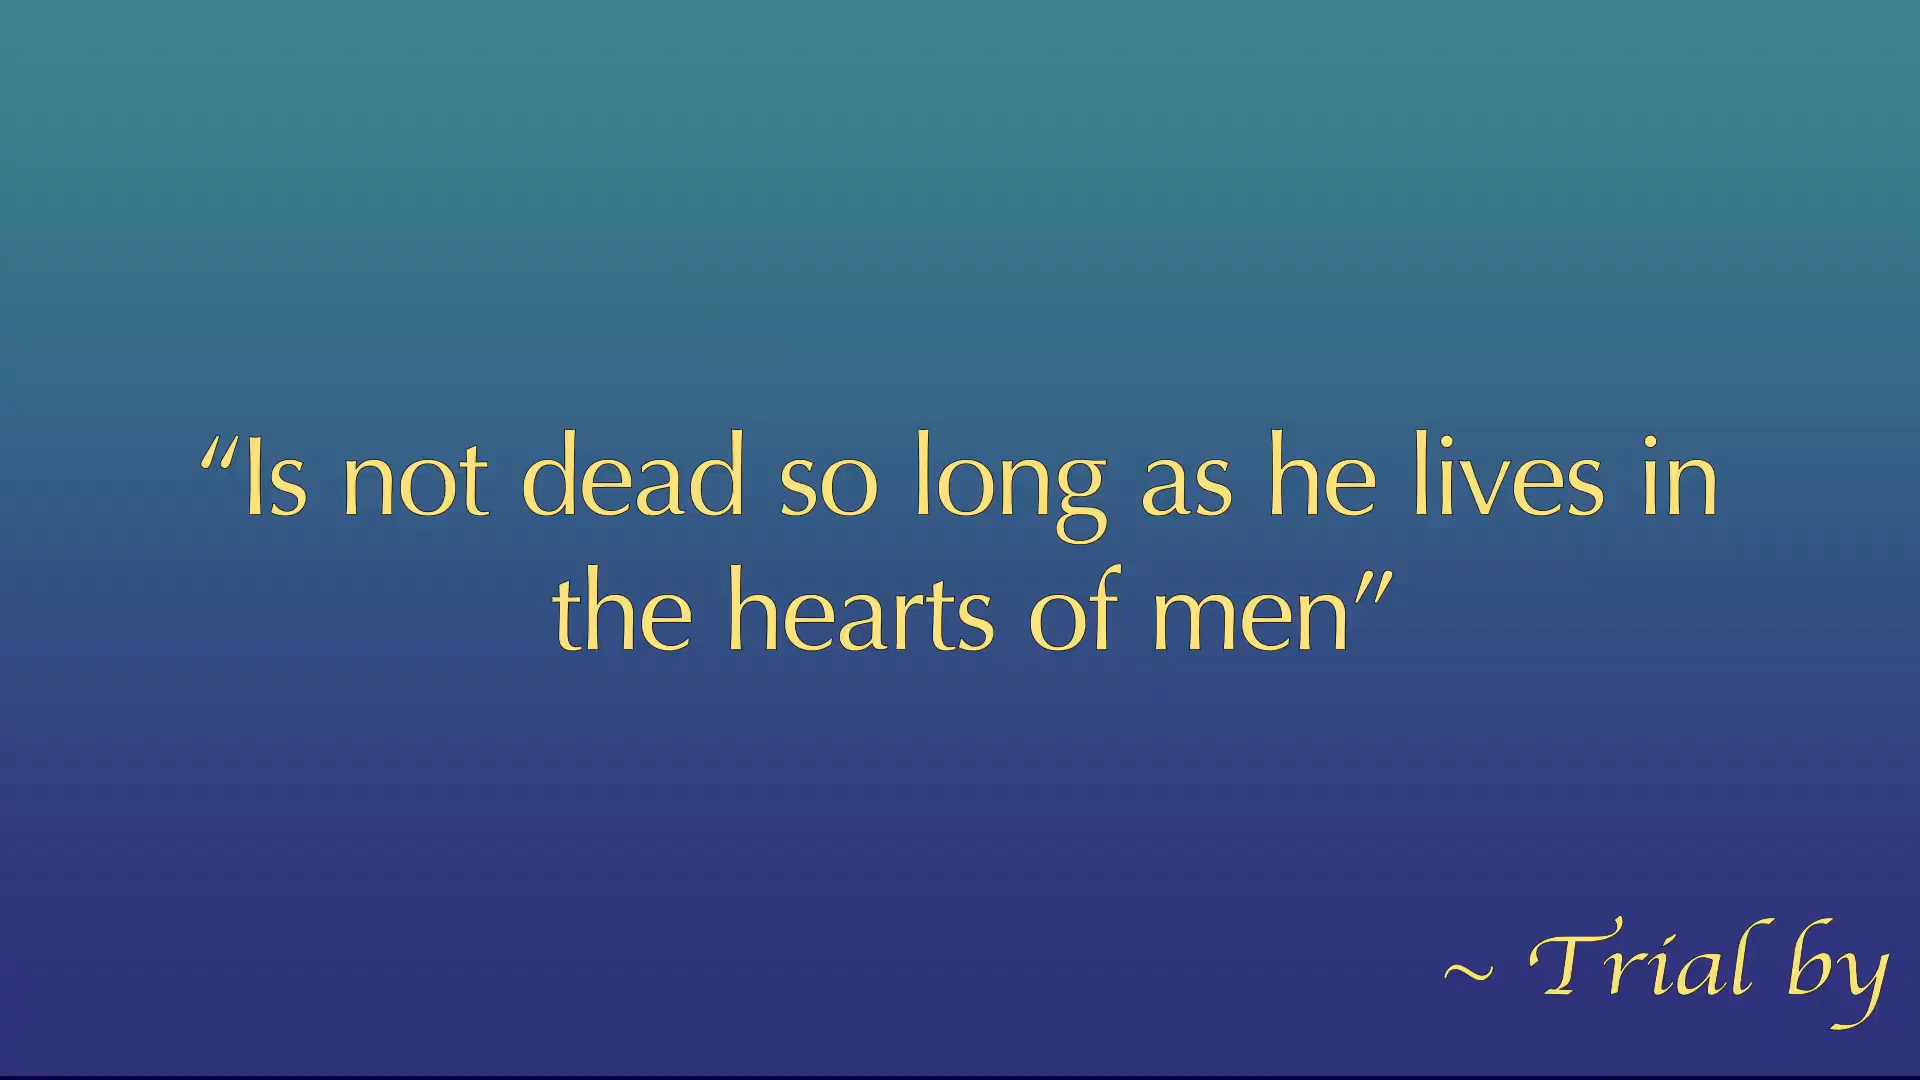 “Is not dead so long as he lives in
the hearts of men”
~ Trial by